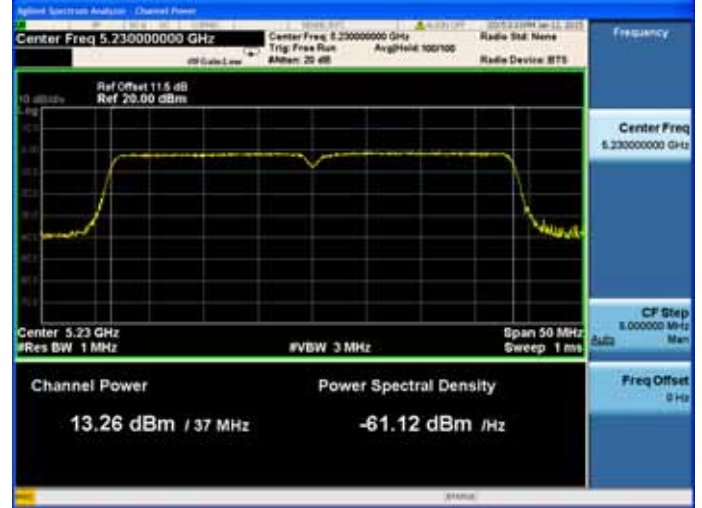 Agilent Spectrum Analyzer - Channel Power
Center Freq 5.230000000 GHz
Center Freq: 5.230000000 GHz
Radio Std: None
Trig: Free Run
Avg|Hold: 100/100
#IFGain:Low
#Atten: 20 dB
Radio Device: BTS
Ref Offset 11.5 dB
10 dB/div
Ref 20.00 dBm
Log
Center 5.23 GHz
Span 50 MHz
#Res BW 1 MHz
#VBW 3 MHz
Sweep 1 ms
Channel Power
Power Spectral Density
13.26 dBm / 37 MHz
-61.12 dBm /Hz
MSG
STATUS
Frequency
Center Freq
5.230000000 GHz
CF Step
5.000000 MHz
Auto
Man
Freq Offset
0 Hz